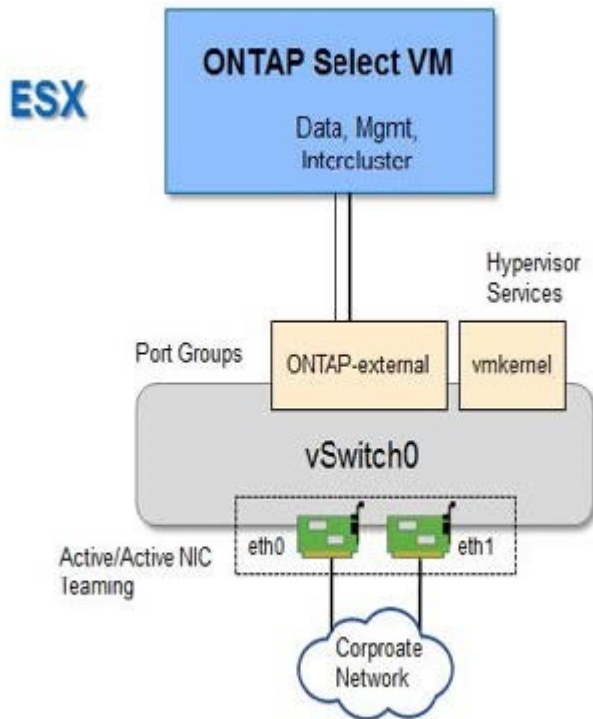 ONTAP Select VM
ESX
Data, Mgmt,
Intercluster
Hypervisor
Services
Port Groups
ONTAP-external
vmkernel
vSwitch0
eth0
eth1
Active/Active NIC
Teaming
Corproate
Network